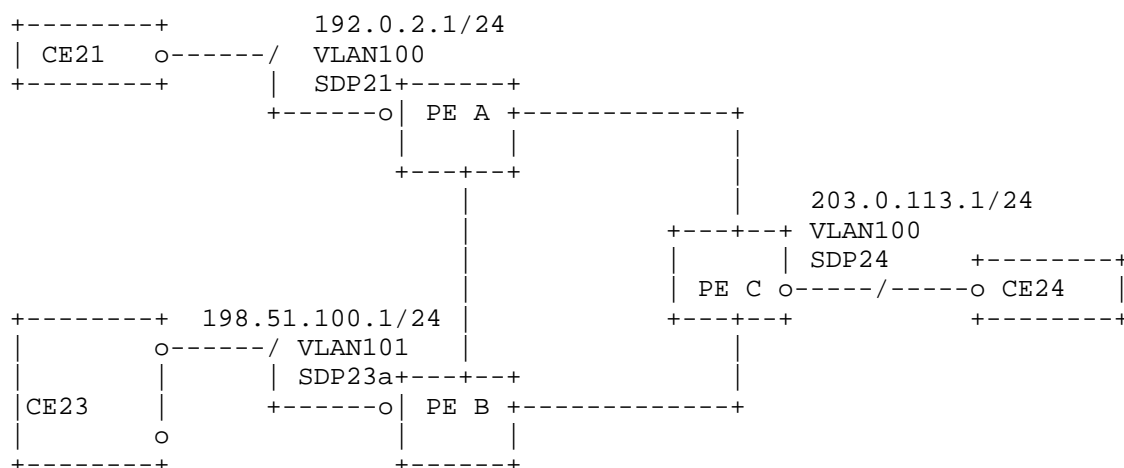 192.0.2.1/24
CE21 VLAN100
SDP21
PE A
203.0.113.1/24
VLAN100
SDP24
PE C CE24
198.51.100.1/24
VLAN101
SDP23a
CE23 PE B